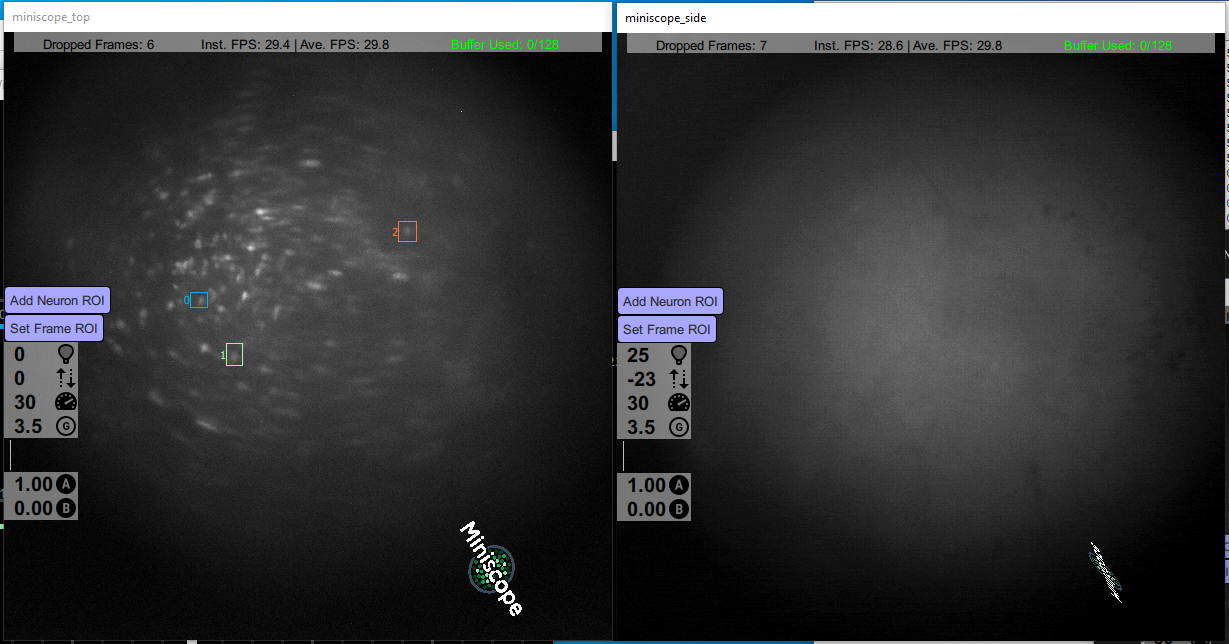 miniscope_top
Dropped Frames: 6 Inst. FPS: 29.4 | Ave. FPS: 29.8 Buffer Used: 0/128
2
0
1
Add Neuron ROI
Set Frame ROI
0
0
30
3.5 G
1.00 A
0.00 B
Miniscope
miniscope_side
Dropped Frames: 7 Inst. FPS: 28.6 | Ave. FPS: 29.8 Buffer Used: 0/128
Add Neuron ROI
Set Frame ROI
25
-23
30
3.5 G
1.00 A
0.00 B